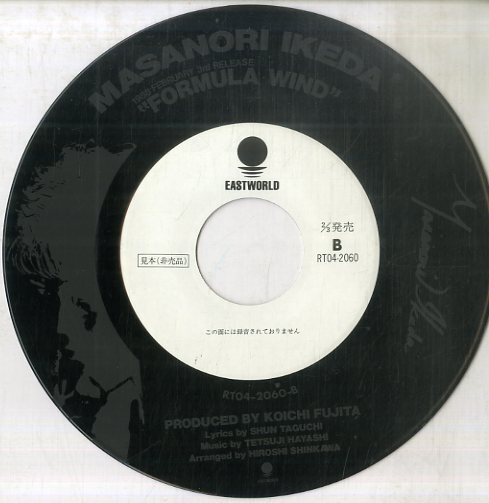 MASANORI IKEDA
1988 FEBRUARY 3rd RELEASE
"FORMULA WIND"
EASTWORLD
2/3発売
B
RT04-2060
見本(非売品)
この面には録音されておりません
RT04-2060-B
PRODUCED BY KOICHI FUJITA
Lyrics by SHUN TAGUCHI
Music by TETSUJI HAYASHI
Arranged by HIROSHI SHINKAWA